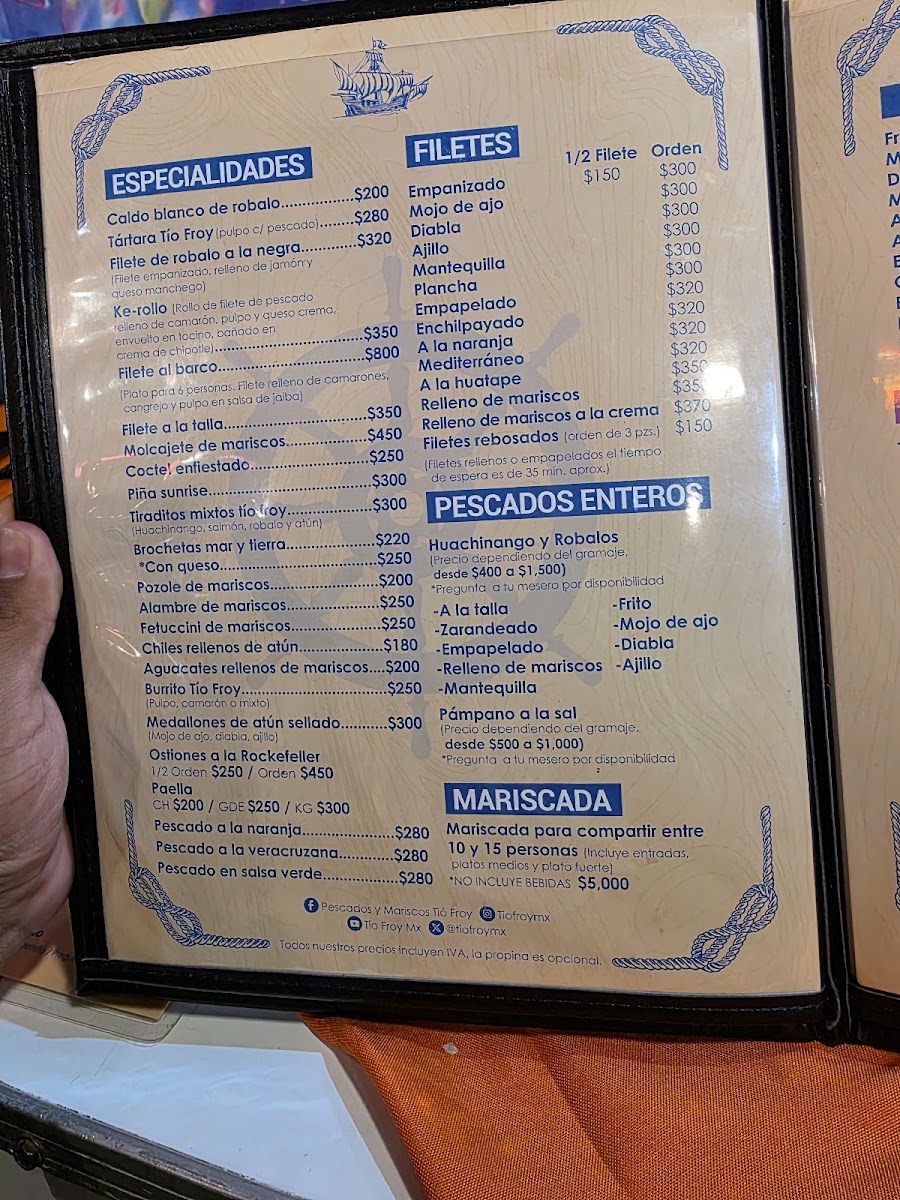 ESPECIALIDADES
Caldo blanco de robalo................$200
Tártara Tío Froy (pulpo c/ pescado).......$280
Filete de robalo a la negra............$320
(Filete empanizado, relleno de jamón y
queso manchego)
Ke-rollo (Rollo de filete de pescado
relleno de camarón, pulpo y queso crema,
envuelto en tocino, bañado en
crema de chipotle)..............................$350
Filete al barco..............................$800
(Plato para 6 personas. Filete relleno de camarones,
cangrejo y pulpo en salsa de jaiba)
Filete a la talla..............................$350
Molcajete de mariscos.................$450
Coctel enfiestado........................$250
Piña sunrise.................................$300
Tiraditos mixtos tío froy.................$300
(Huachinango, salmón, robalo y atún)
Brochetas mar y tierra..................$220
*Con queso..................................$250
Pozole de mariscos......................$200
Alambre de mariscos...................$250
Fetuccini de mariscos..................$250
Chiles rellenos de atún.................$180
Aguacates rellenos de mariscos....$200
Burrito Tío Froy..............................$250
(Pulpo, camarón o mixto)
Medallones de atún sellado..........$300
(Mojo de ajo, diabla, ajillo)
Ostiones a la Rockefeller
1/2 Orden $250 / Orden $450
Paella
CH $200 / GDE $250 / KG $300
Pescado a la naranja....................$280
Pescado a la veracruzana............$280
Pescado en salsa verde................$280
FILETES
1/2 Filete Orden
Empanizado $150 $300
Mojo de ajo $300
Diabla $300
Ajillo $300
Mantequilla $300
Plancha $300
Empapelado $320
Enchilpayado $320
A la naranja $320
Mediterráneo $320
A la huatape $350
Relleno de mariscos $350
Relleno de mariscos a la crema $370
Filetes rebosados (orden de 3 pzs.) $150
(Filetes rellenos o empapelados el tiempo
de espera es de 35 min. aprox.)
PESCADOS ENTEROS
Huachinango y Robalos
(Precio dependiendo del gramaje,
desde $400 a $1,500)
*Pregunta a tu mesero por disponibilidad
-A la talla
-Zarandeado
-Empapelado
-Relleno de mariscos
-Mantequilla
-Frito
-Mojo de ajo
-Diabla
-Ajillo
Pámpano a la sal
(Precio dependiendo del gramaje,
desde $500 a $1,000)
*Pregunta a tu mesero por disponibilidad
MARISCADA
Mariscada para compartir entre
10 y 15 personas (Incluye entradas,
platos medios y plato fuerte)
*NO INCLUYE BEBIDAS $5,000
Pescados y Mariscos Tió Froy Tiofroymx
Tío Froy Mx @tiofroymx
Todos nuestros precios incluyen IVA, la propina es opcional.